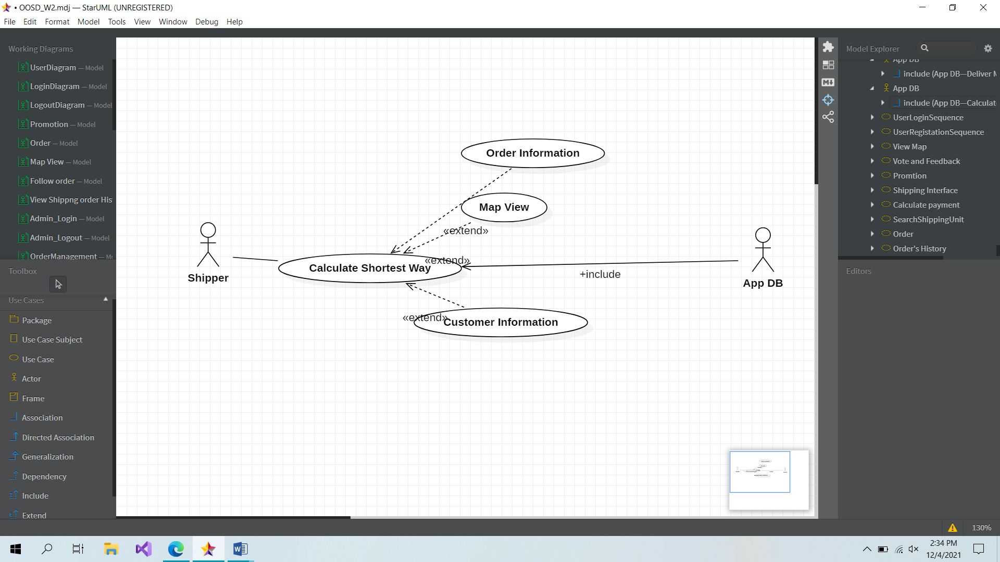 • OOSD_W2.mdj — StarUML (UNREGISTERED)
File Edit Format Model Tools View Window Debug Help
Working Diagrams
UserDiagram — Model
LoginDiagram — Model
LogoutDiagram — Model
Promotion — Model
Order — Model
Map View — Model
Follow order — Model
View Shippng order His
Admin_Login — Model
Admin_Logout — Model
OrderManagement — Mo
Toolbox
Use Cases
Package
Use Case Subject
Use Case
Actor
Frame
Association
Directed Association
Generalization
Dependency
Include
Extend
Order Information
Map View
«extend»
«extend»
Calculate Shortest Way
Shipper
+include
App DB
«extend»
Customer Information
Model Explorer
App DB
include (App DB—Deliver M
App DB
include (App DB—Calculat
UserLoginSequence
UserRegistationSequence
View Map
Vote and Feedback
Promtion
Shipping Interface
Calculate payment
SearchShippingUnit
Order
Order's History
Editors
130%
2:34 PM
12/4/2021